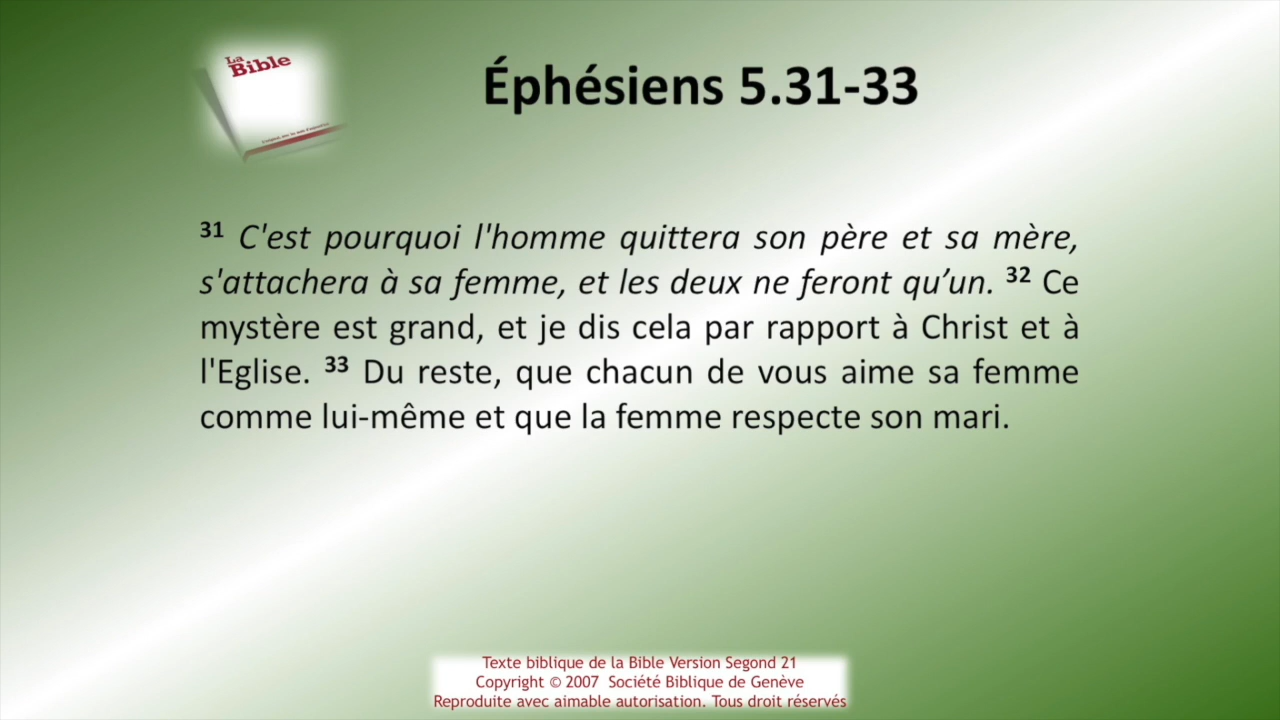 La
Bible
Éphésiens 5.31-33
31 C'est pourquoi l'homme quittera son père et sa mère,
s'attachera à sa femme, et les deux ne feront qu’un. 32 Ce
mystère est grand, et je dis cela par rapport à Christ et à
l'Eglise. 33 Du reste, que chacun de vous aime sa femme
comme lui-même et que la femme respecte son mari.
Texte biblique de la Bible Version Segond 21
Copyright © 2007 Société Biblique de Genève
Reproduite avec aimable autorisation. Tous droit réservés